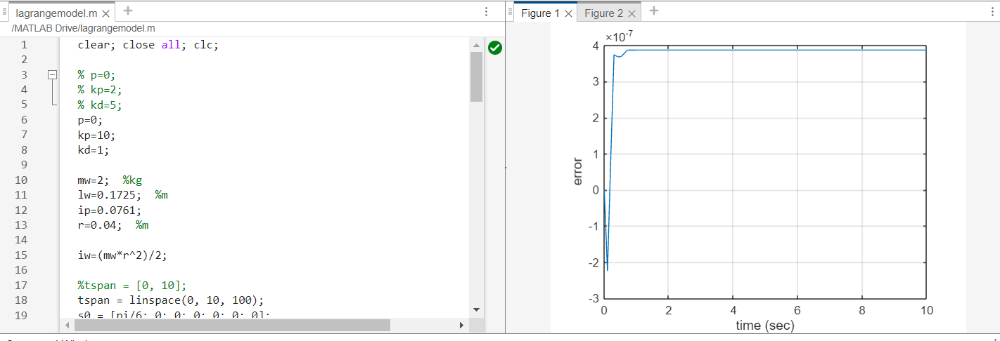 lagrangemodel.m
/MATLAB Drive/lagrangemodel.m
1 clear; close all; clc;
2
3 % p=0;
4 % kp=2;
5 % kd=5;
6 p=0;
7 kp=10;
8 kd=1;
9
10 mw=2; %kg
11 lw=0.1725; %m
12 ip=0.0761;
13 r=0.04; %m
14
15 iw=(mw*r^2)/2;
16
17 %tspan = [0, 10];
18 tspan = linspace(0, 10, 100);
19 s0 = [pi/6; 0; 0; 0; 0; 0; 0];
Figure 1 Figure 2
×10-7
4
3
2
1
0
-1
-2
-3
error
0 2 4 6 8 10
time (sec)